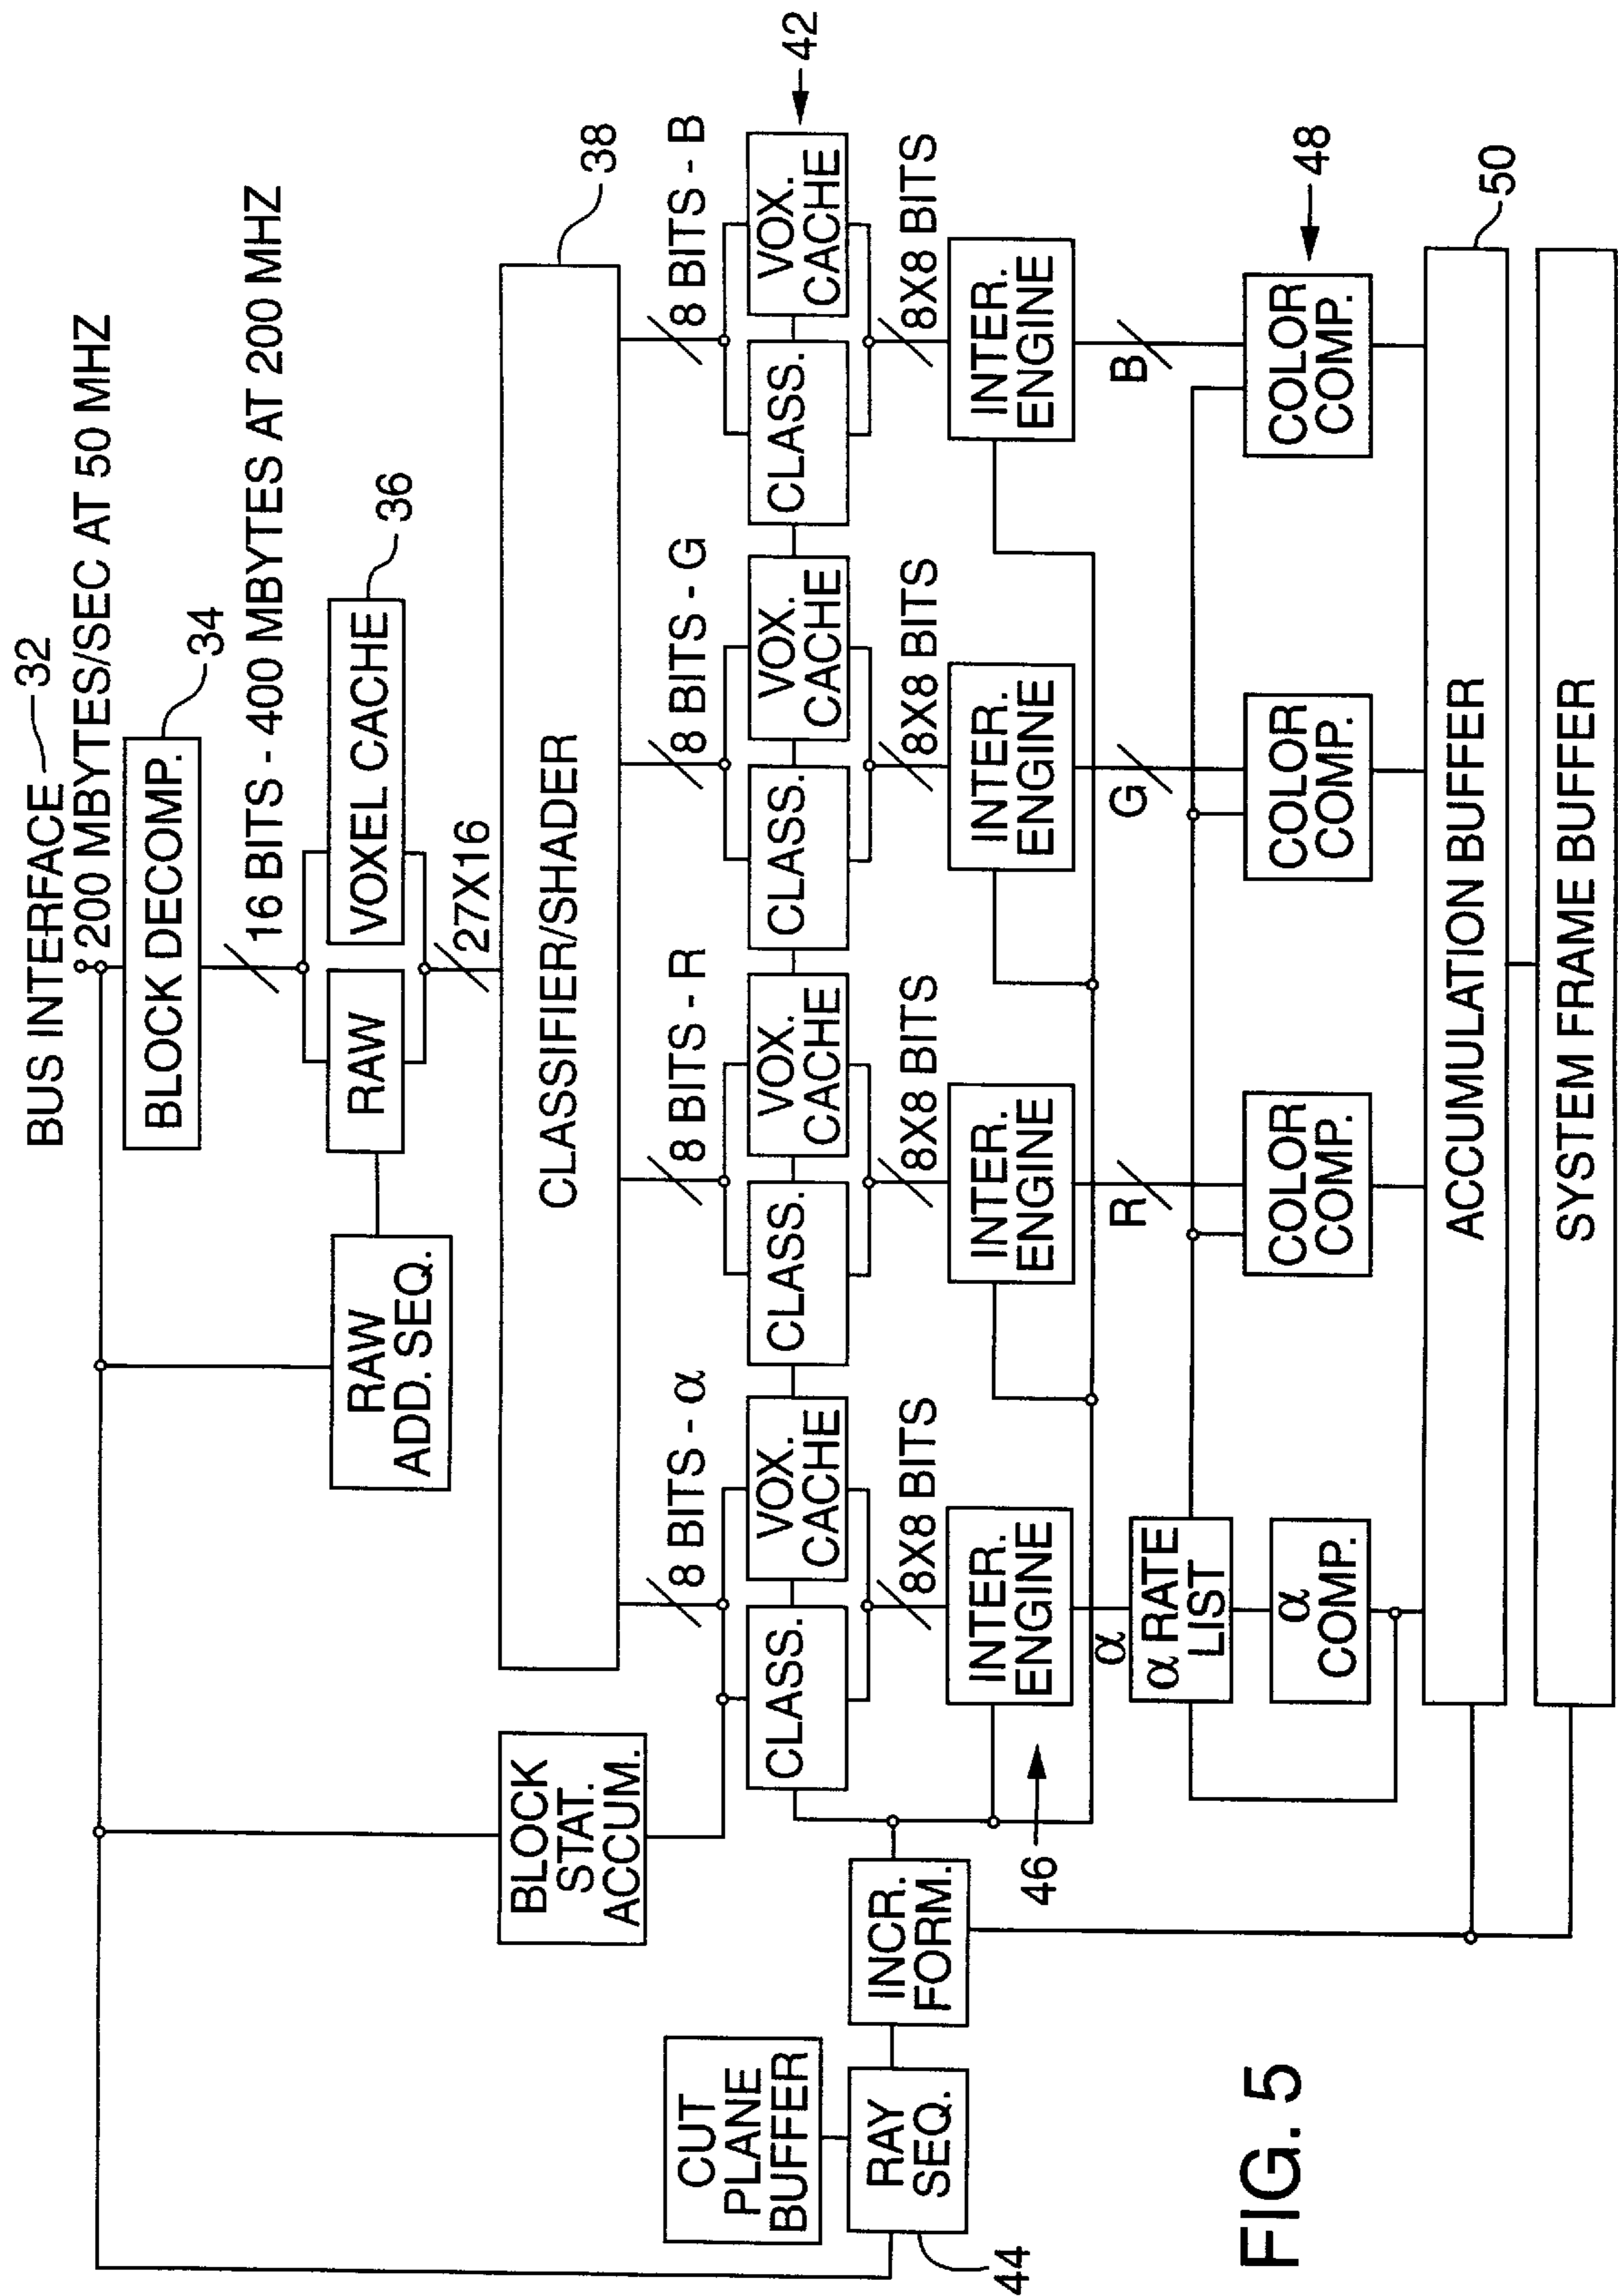 BUS INTERFACE 32
200 MBYTES/SEC AT 50 MHZ
BLOCK DECOMP.
34
16 BITS - 400 MBYTES AT 200 MHZ
RAW
ADD. SEQ.
RAW
VOXEL CACHE
36
27X16
BLOCK
STAT.
ACCUM.
CLASSIFIER/SHADER
38
8 BITS - α
8 BITS - R
8 BITS - G
8 BITS - B
CLASS.
VOX.
CACHE
CLASS.
VOX.
CACHE
CLASS.
VOX.
CACHE
CLASS.
VOX.
CACHE
42
CUT
PLANE
BUFFER
RAY
SEQ.
44
INCR.
FORM.
8X8 BITS
8X8 BITS
8X8 BITS
8X8 BITS
46
INTER.
ENGINE
INTER.
ENGINE
INTER.
ENGINE
INTER.
ENGINE
α
R
G
B
α RATE
LIST
α
COMP.
COLOR
COMP.
COLOR
COMP.
COLOR
COMP.
48
ACCUMULATION BUFFER
50
SYSTEM FRAME BUFFER
FIG. 5